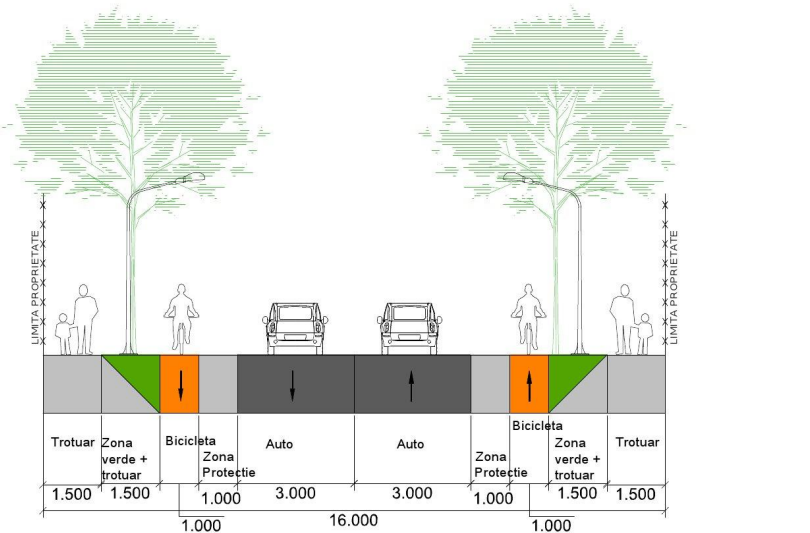 LIMITA PROPRIETATE
LIMITA PROPRIETATE
Trotuar
Zona
verde +
trotuar
Bicicleta
Zona
Protectie
Auto
Auto
Zona
Protectie
Bicicleta
Zona
verde +
trotuar
Trotuar
1.500
1.500
1.000
3.000
3.000
1.000
1.500
1.500
1.000
16.000
1.000